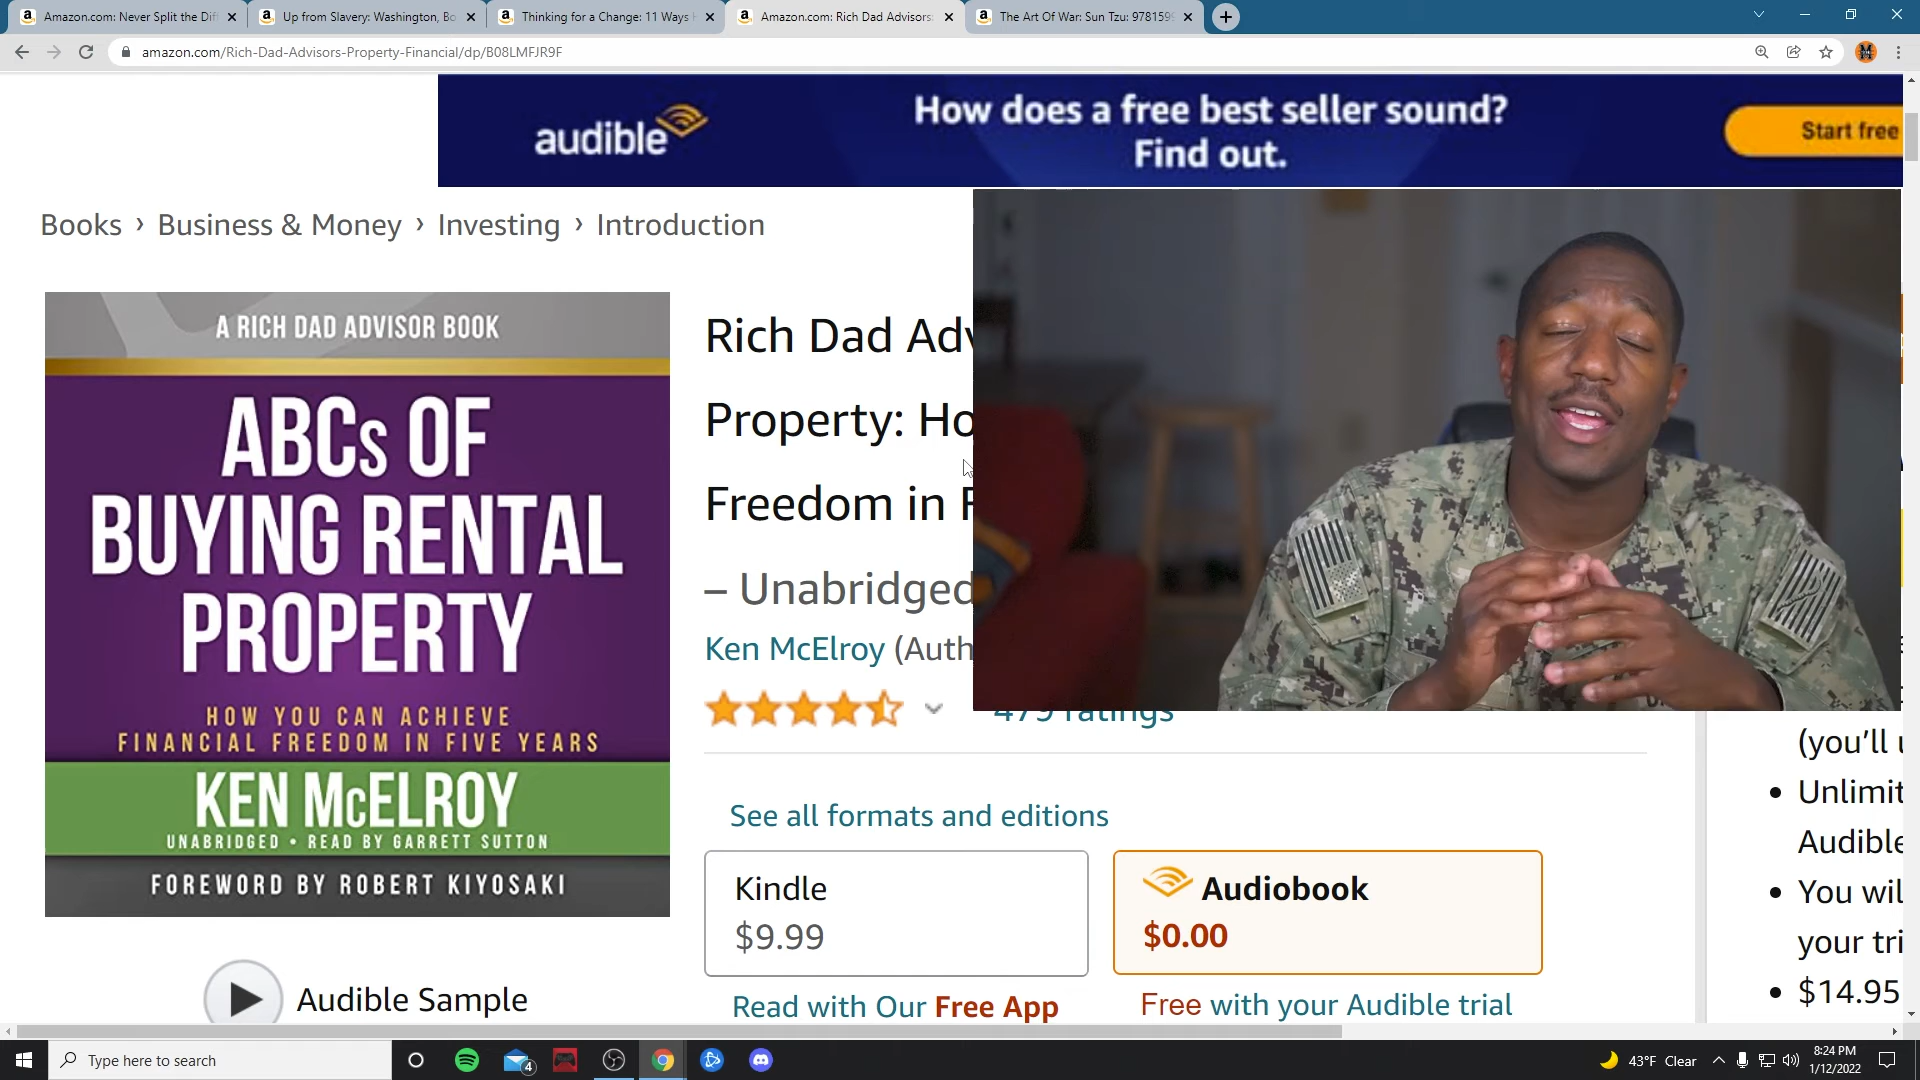 Amazon.com: Never Split the Dif
Up from Slavery: Washington, Bo
Thinking for a Change: 11 Ways
Amazon.com: Rich Dad Advisors:
The Art Of War: Sun Tzu: 9781599
amazon.com/Rich-Dad-Advisors-Property-Financial/dp/B08LMFJR9F
audible
How does a free best seller sound?
Find out.
Start free
Books › Business & Money › Investing › Introduction
A RICH DAD ADVISOR BOOK
ABCs OF
BUYING RENTAL
PROPERTY
HOW YOU CAN ACHIEVE
FINANCIAL FREEDOM IN FIVE YEARS
KEN McELROY
UNABRIDGED • READ BY GARRETT SUTTON
FOREWORD BY ROBERT KIYOSAKI
Audible Sample
Rich Dad Adv
Property: Ho
Freedom in F
– Unabridged
Ken McElroy (Auth
479 ratings
See all formats and editions
Kindle
$9.99
Read with Our Free App
Audiobook
$0.00
Free with your Audible trial
(you'll
Unlimit
Audible
You wil
your tri
$14.95
Type here to search
4
43°F Clear
8:24 PM
1/12/2022